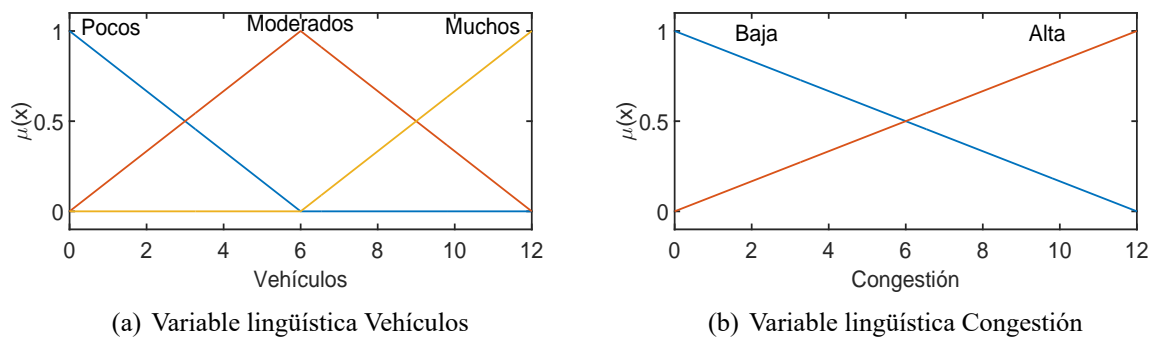 Pocos Moderados Muchos
1
0.5
0
μ(x)
0 2 4 6 8 10 12
Vehículos
(a) Variable lingüística Vehículos
Baja Alta
1
0.5
0
μ(x)
0 2 4 6 8 10 12
Congestión
(b) Variable lingüística Congestión